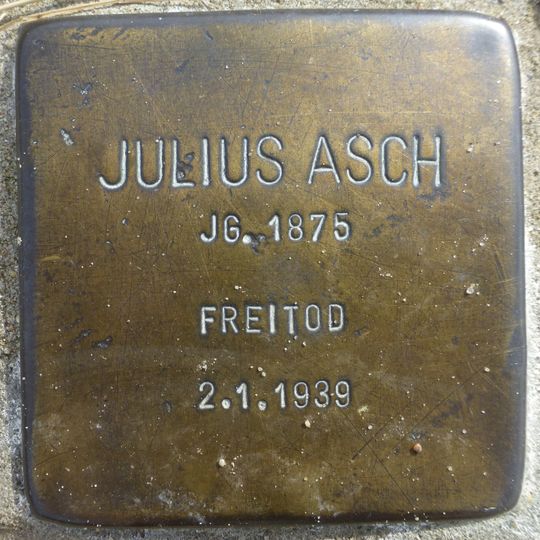 JULIUS ASCH
JG. 1875
FREITOD
2.1.1939